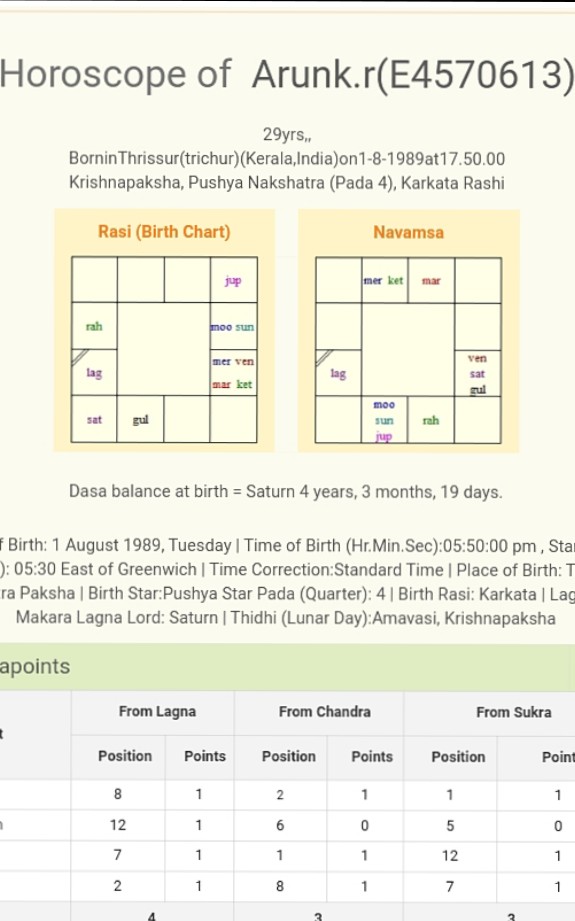 Horoscope of Arunk.r(E4570613)
29yrs,,
BorninThrissur(trichur)(Kerala,India)on1-8-1989at17.50.00
Krishnapaksha, Pushya Nakshatra (Pada 4), Karkata Rashi
Rasi (Birth Chart)
jup
rah
moo sun
lag
mer ven
mar ket
sat
gul
Navamsa
mer ket
mar
lag
ven
sat
gul
moo
sun
jup
rah
Dasa balance at birth = Saturn 4 years, 3 months, 19 days.
f Birth: 1 August 1989, Tuesday | Time of Birth (Hr.Min.Sec):05:50:00 pm , Sta
): 05:30 East of Greenwich | Time Correction:Standard Time | Place of Birth: T
ra Paksha | Birth Star:Pushya Star Pada (Quarter): 4 | Birth Rasi: Karkata | Lag
Makara Lagna Lord: Saturn | Thidhi (Lunar Day):Amavasi, Krishnapaksha
apoints
t From Lagna From Chandra From Sukra
Position Points Position Points Position Point
8 1 2 1 1 1
12 1 6 0 5 0
7 1 1 1 12 1
2 1 8 1 7 1
4 3 3